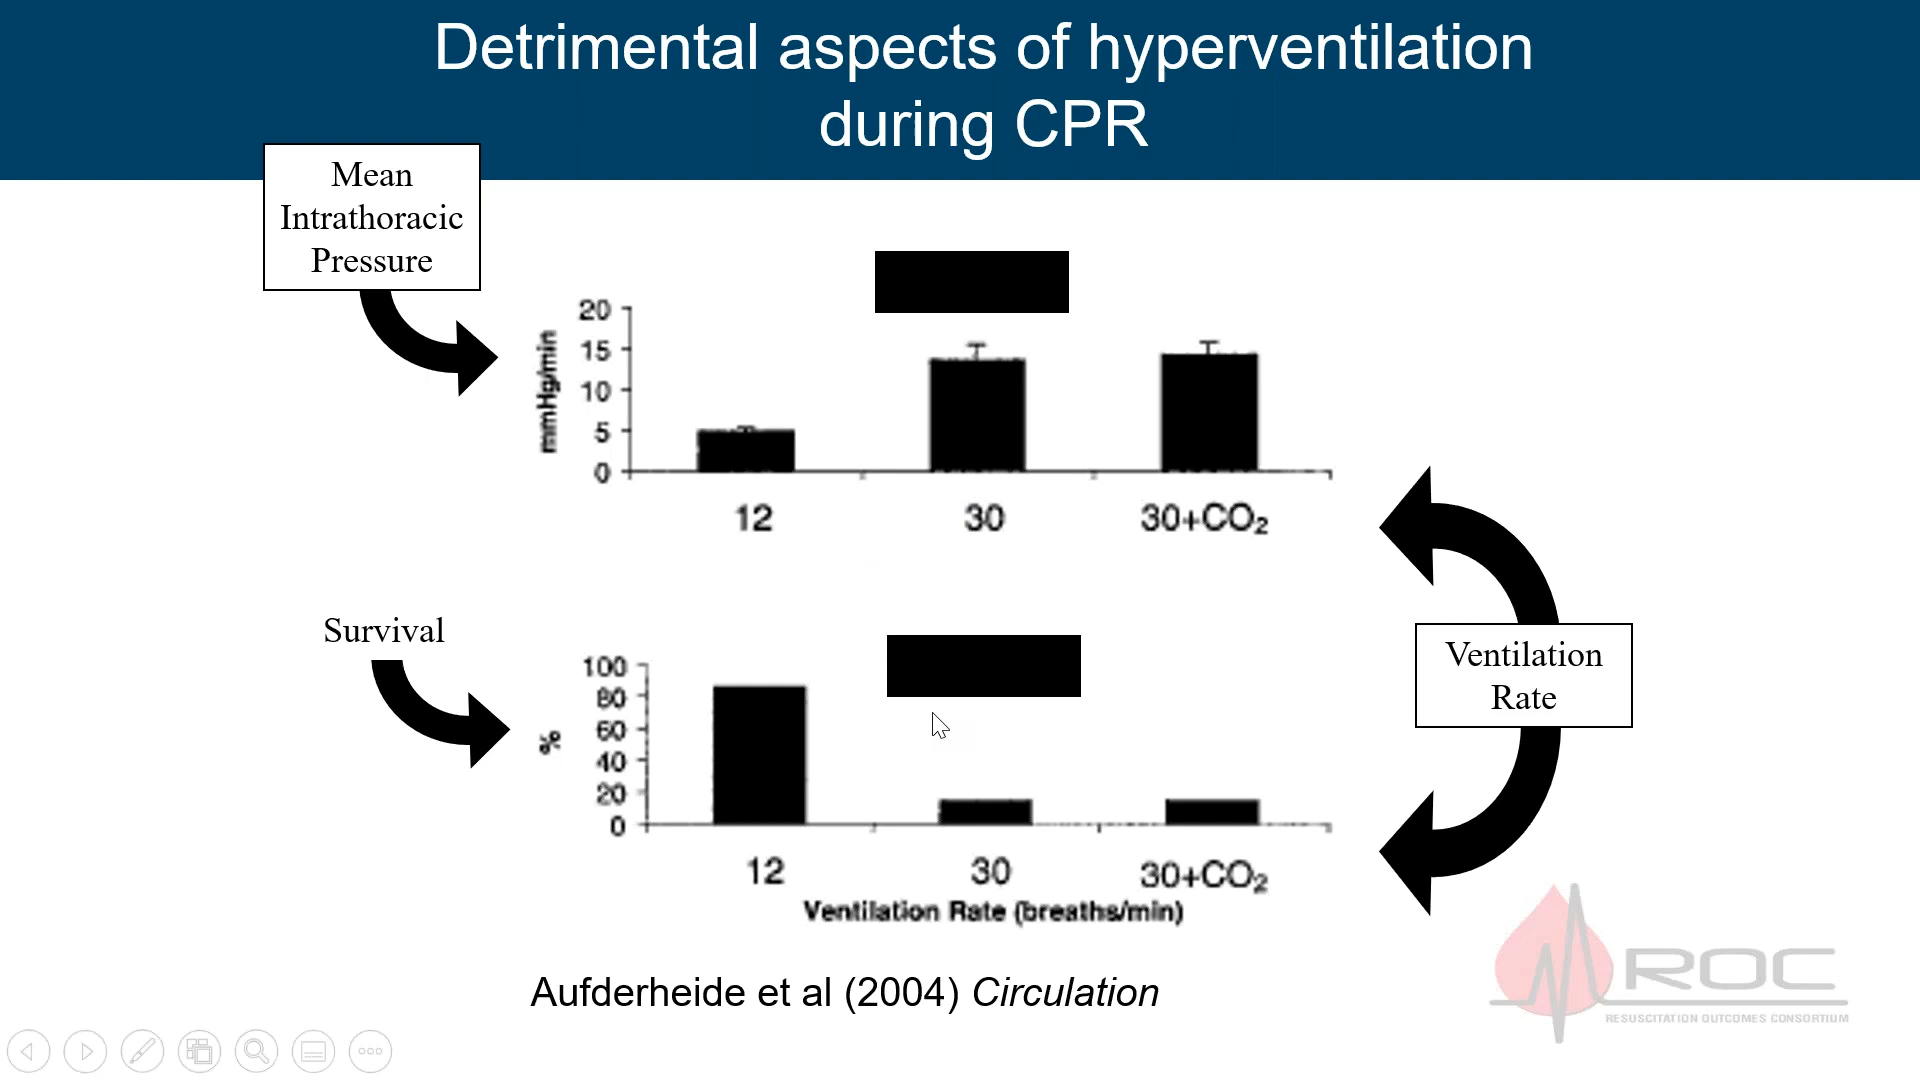 Detrimental aspects of hyperventilation
during CPR
Mean
Intrathoracic
Pressure
mmHg/min
20
15
10
5
0
12 30 30+CO₂
Survival
%
100
80
60
40
20
0
12 30 30+CO₂
Ventilation Rate (breaths/min)
Ventilation
Rate
Aufderheide et al (2004) Circulation
ROC
RESUSCITATION OUTCOMES CONSORTIUM